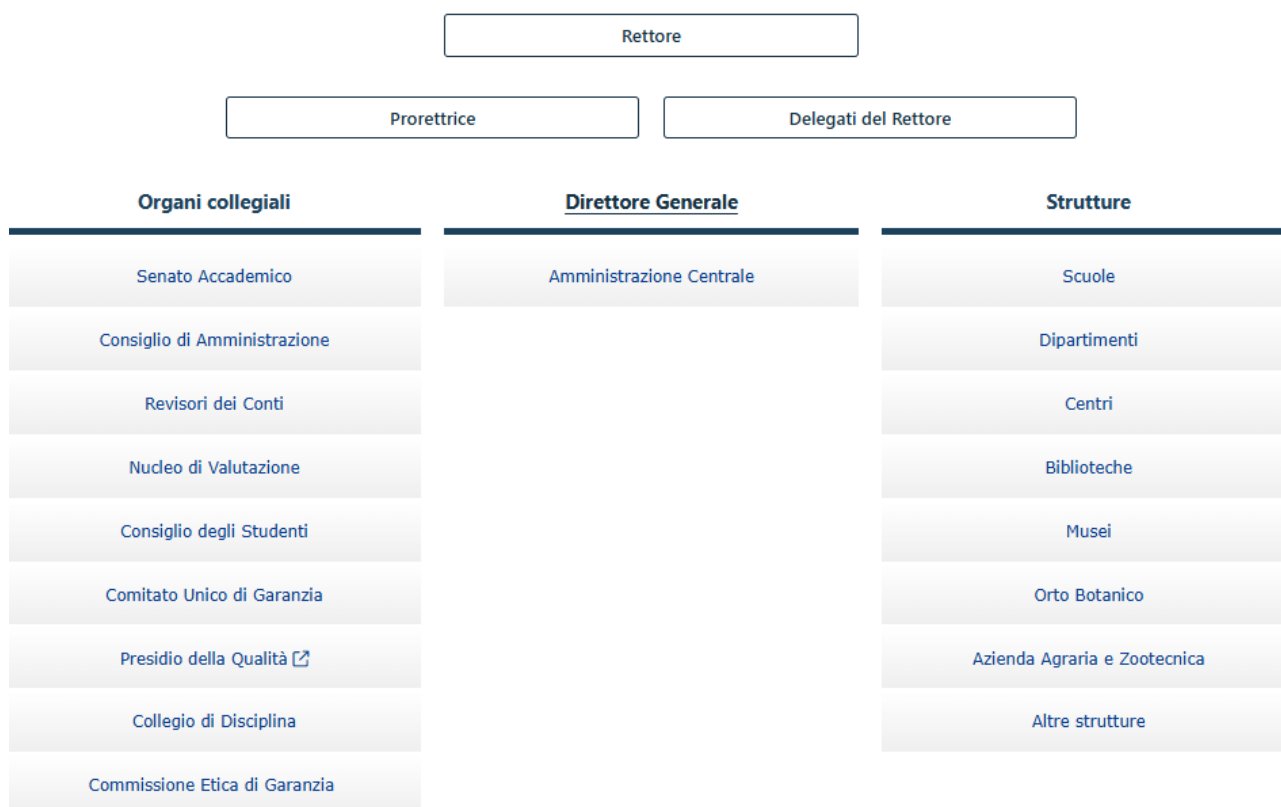 Rettore
Prorettrice
Delegati del Rettore
Organi collegiali
Senato Accademico
Consiglio di Amministrazione
Revisori dei Conti
Nucleo di Valutazione
Consiglio degli Studenti
Comitato Unico di Garanzia
Presidio della Qualità
Collegio di Disciplina
Commissione Etica di Garanzia
Direttore Generale
Amministrazione Centrale
Strutture
Scuole
Dipartimenti
Centri
Biblioteche
Musei
Orto Botanico
Azienda Agraria e Zootecnica
Altre strutture